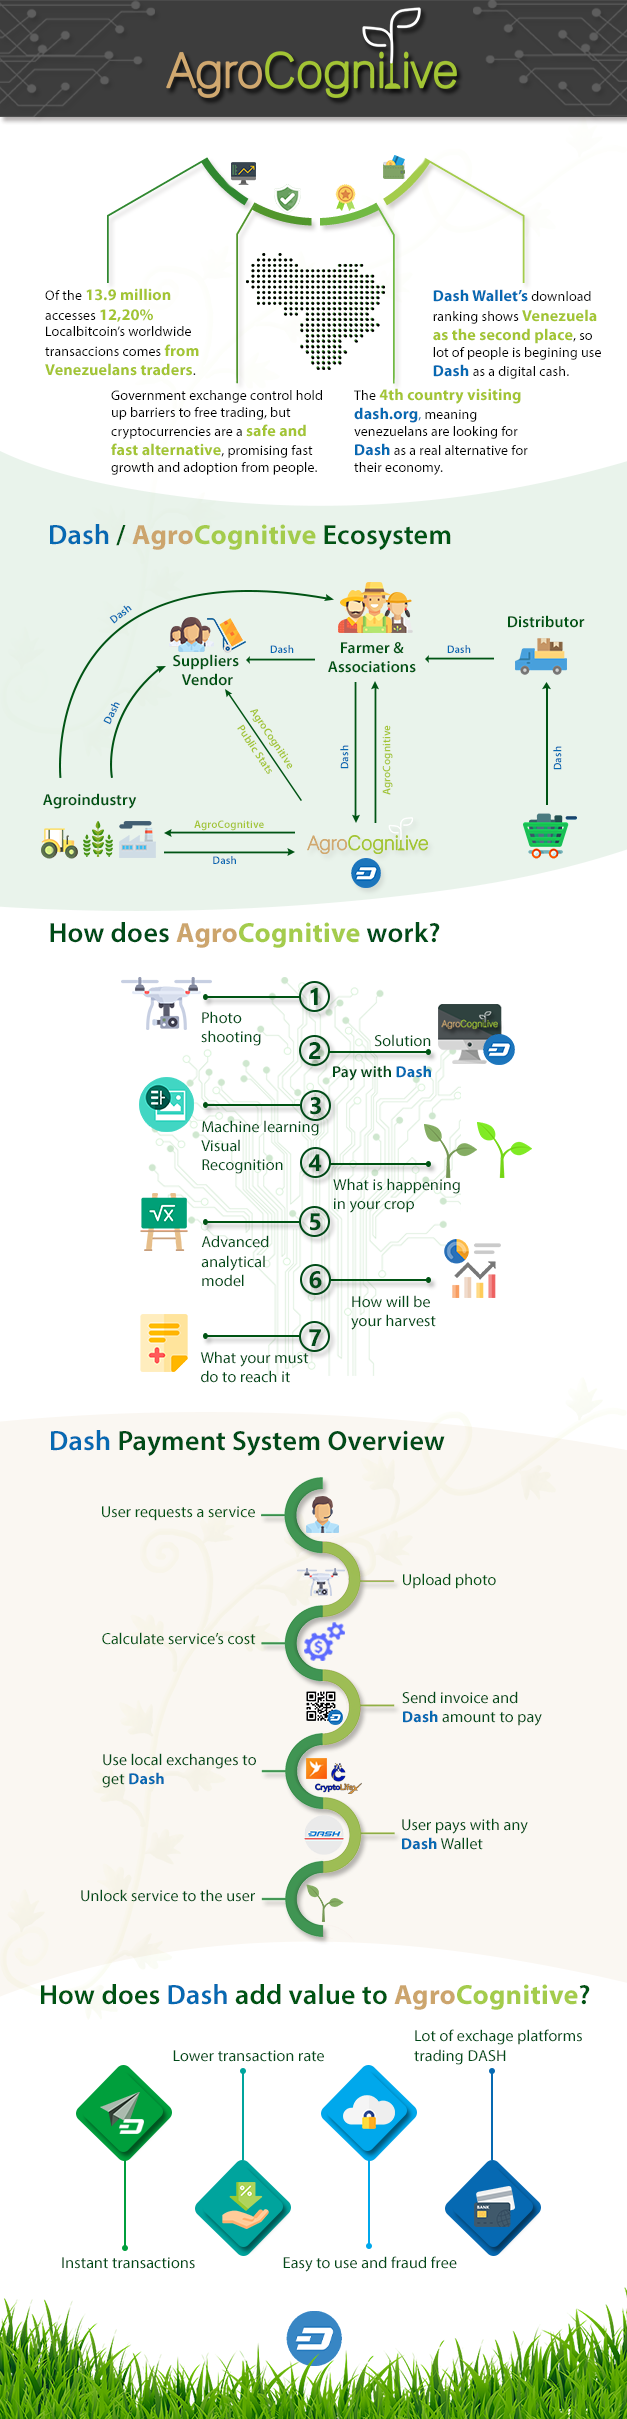 AgroCognitive
Of the 13.9 million
accesses 12,20%
Localbitcoin's worldwide
transaccions comes from
Venezuelans traders.
Government exchange control hold
up barriers to free trading, but
cryptocurrencies are a safe and
fast alternative, promising fast
growth and adoption from people.
The 4th country visiting
dash.org, meaning
venezuelans are looking for
Dash as a real alternative for
their economy.
Dash Wallet's download
ranking shows Venezuela
as the second place, so
lot of people is begining use
Dash as a digital cash.
Dash / AgroCognitive Ecosystem
Dash
Dash
Suppliers
Vendor
Dash
Farmer &
Associations
Dash
Distributor
AgroCognitive
Public Stats
Dash
AgroCognitive
Dash
Agroindustry
AgroCognitive
Dash
AgroCognitive
How does AgroCognitive work?
1
Photo
shooting
2
Solution
Pay with Dash
AgroCognitive
3
Machine learning
Visual
Recognition
4
What is happening
in your crop
5
√x
Advanced
analytical
model
6
How will be
your harvest
7
What your must
do to reach it
Dash Payment System Overview
User requests a service
Upload photo
Calculate service's cost
$
Send invoice and
Dash amount to pay
Use local exchanges to
get Dash
User pays with any
Dash Wallet
DASH
Unlock service to the user
How does Dash add value to AgroCognitive?
Lower transaction rate
Lot of exchage platforms
trading DASH
%
BANK
Instant transactions
Easy to use and fraud free